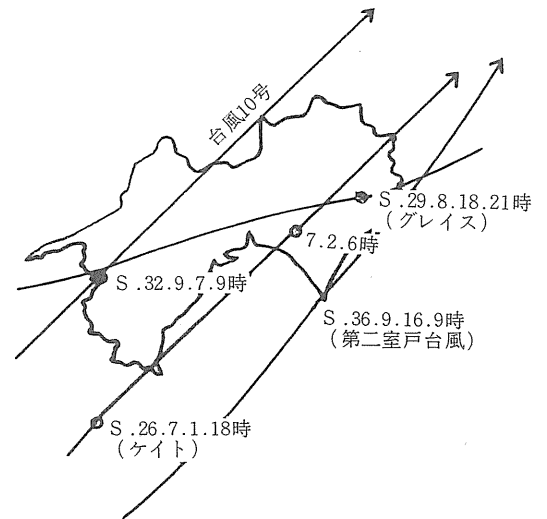 台風10号
S.29.8.18.21時
(グレイス)
7.2.6時
S.32.9.7.9時
S.36.9.16.9時
(第二室戸台風)
S.26.7.1.18時
(ケイト)